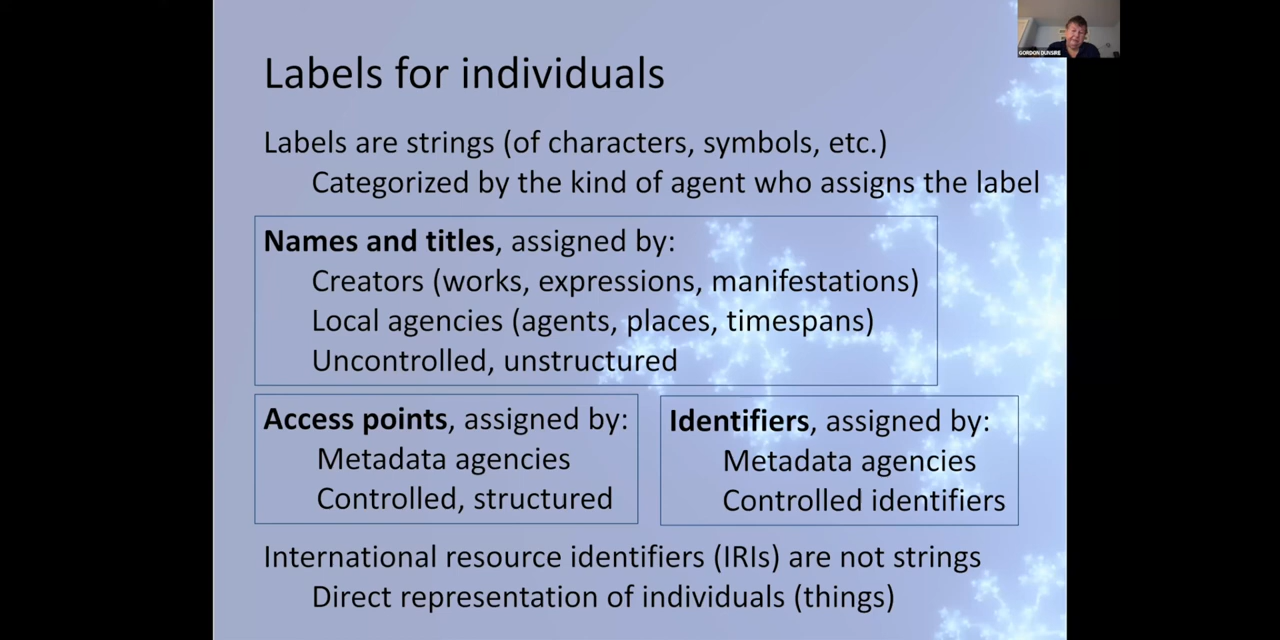 GORDON DUNSIRE
Labels for individuals
Labels are strings (of characters, symbols, etc.)
Categorized by the kind of agent who assigns the label
Names and titles, assigned by:
Creators (works, expressions, manifestations)
Local agencies (agents, places, timespans)
Uncontrolled, unstructured
Access points, assigned by:
Metadata agencies
Controlled, structured
Identifiers, assigned by:
Metadata agencies
Controlled identifiers
International resource identifiers (IRIs) are not strings
Direct representation of individuals (things)